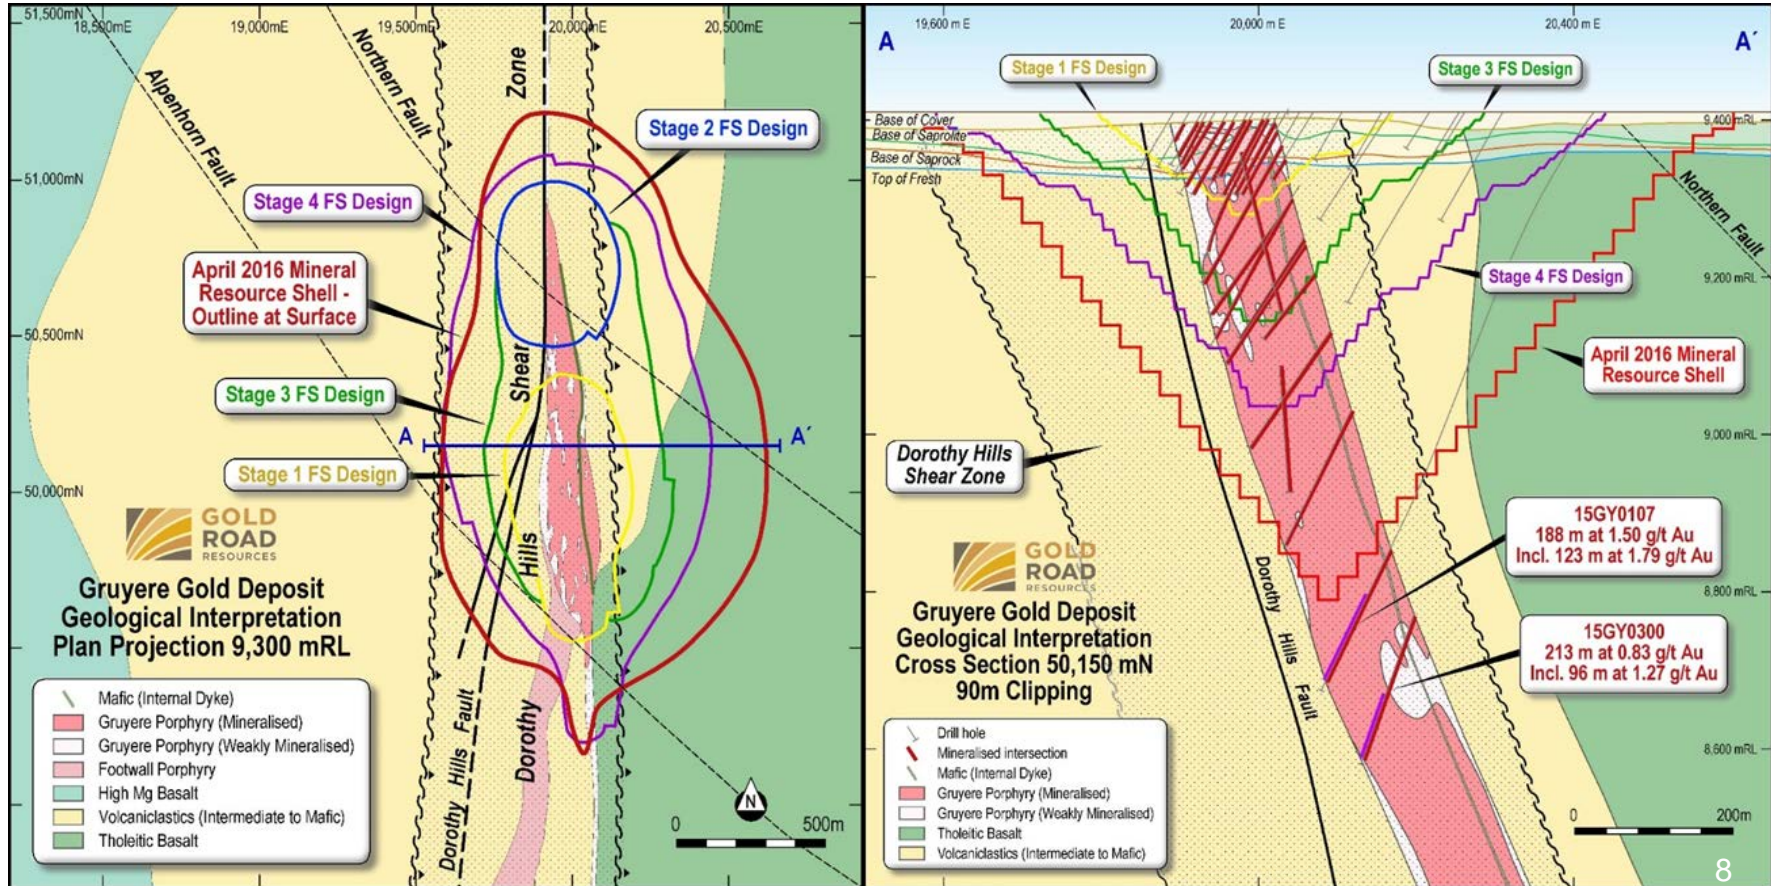 51,500mN
18,500mE
19,000mE
19,500mE
20,000mE
20,500mE
Alpenhorn Fault
Northern Fault
Zone
Stage 2 FS Design
51,000mN
Stage 4 FS Design
April 2016 Mineral
Resource Shell -
Outline at Surface
50,500mN
Shear
Stage 3 FS Design
A
A´
Stage 1 FS Design
50,000mN
GOLD
ROAD
RESOURCES
Hills
Gruyere Gold Deposit
Geological Interpretation
Plan Projection 9,300 mRL
Dorothy
Dorothy Hills Fault
Mafic (Internal Dyke)
Gruyere Porphyry (Mineralised)
Gruyere Porphyry (Weakly Mineralised)
Footwall Porphyry
High Mg Basalt
Volcaniclastics (Intermediate to Mafic)
Tholeitic Basalt
N
0
500m
19,600 m E
20,000 m E
20,400 m E
A
A´
Stage 1 FS Design
Stage 3 FS Design
Base of Cover
Base of Saprolite
Base of Saprock
Top of Fresh
9,400 mRL
Northern Fault
9,200 mRL
Stage 4 FS Design
April 2016 Mineral
Resource Shell
9,000 mRL
Dorothy Hills
Shear Zone
15GY0107
188 m at 1.50 g/t Au
Incl. 123 m at 1.79 g/t Au
8,800 mRL
Dorothy Hills Fault
GOLD
ROAD
RESOURCES
Gruyere Gold Deposit
Geological Interpretation
Cross Section 50,150 mN
90m Clipping
15GY0300
213 m at 0.83 g/t Au
Incl. 96 m at 1.27 g/t Au
8,600 mRL
Drill hole
Mineralised intersection
Mafic (Internal Dyke)
Gruyere Porphyry (Mineralised)
Gruyere Porphyry (Weakly Mineralised)
Tholeitic Basalt
Volcaniclastics (Intermediate to Mafic)
0
200m
8